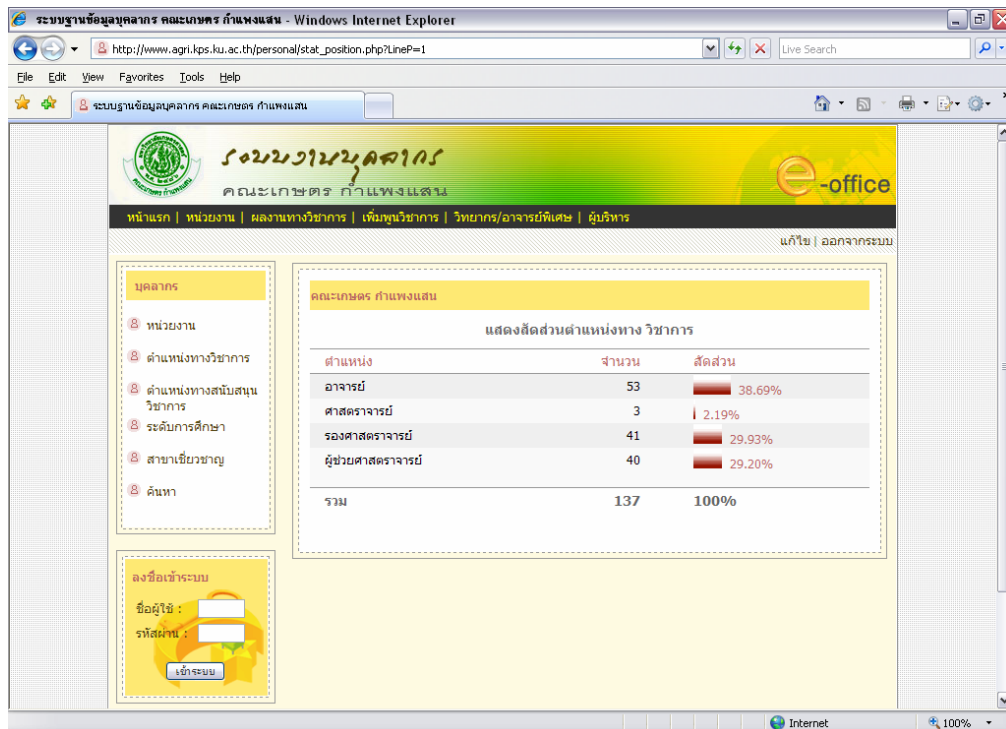 ระบบฐานข้อมูลบุคลากร คณะเกษตร กำแพงแสน - Windows Internet Explorer
http://www.agri.kps.ku.ac.th/personal/stat_position.php?LineP=1
Live Search
File Edit View Favorites Tools Help
ระบบฐานข้อมูลบุคลากร คณะเกษตร กำแพงแสน
ระบบงานบุคลากร
คณะเกษตร กำแพงแสน
e-office
หน้าแรก | หน่วยงาน | ผลงานทางวิชาการ | เพิ่มพูนวิชาการ | วิทยากร/อาจารย์พิเศษ | ผู้บริหาร
แก้ไข | ออกจากระบบ
บุคลากร
หน่วยงาน
ตำแหน่งทางวิชาการ
ตำแหน่งทางสนับสนุน
วิชาการ
ระดับการศึกษา
สาขาเชี่ยวชาญ
ค้นหา
คณะเกษตร กำแพงแสน
แสดงสัดส่วนตำแหน่งทาง วิชาการ
ตำแหน่ง จำนวน สัดส่วน
อาจารย์ 53 38.69%
ศาสตราจารย์ 3 2.19%
รองศาสตราจารย์ 41 29.93%
ผู้ช่วยศาสตราจารย์ 40 29.20%
รวม 137 100%
ลงชื่อเข้าระบบ
ชื่อผู้ใช้ :
รหัสผ่าน :
เข้าระบบ
Internet 100%